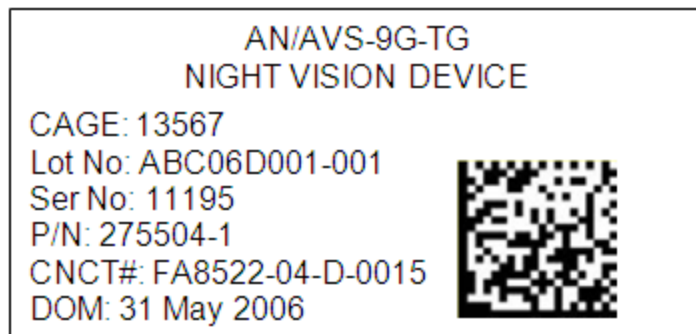 AN/AVS-9G-TG
NIGHT VISION DEVICE
CAGE: 13567
Lot No: ABC06D001-001
Ser No: 11195
P/N: 275504-1
CNCT#: FA8522-04-D-0015
DOM: 31 May 2006